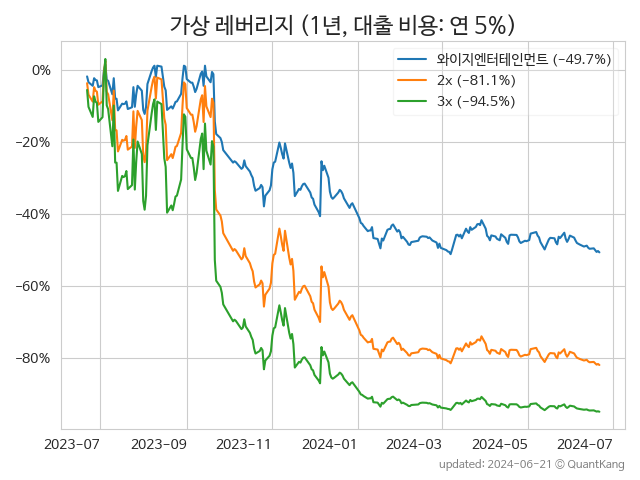 가상 레버리지 (1년, 대출 비용: 연 5%)
와이지엔터테인먼트 (−49.7%)
2x (−81.1%)
3x (−94.5%)
0%
−20%
−40%
−60%
−80%
2023-07 2023-09 2023-11 2024-01 2024-03 2024-05 2024-07
updated: 2024-06-21 © QuantKang